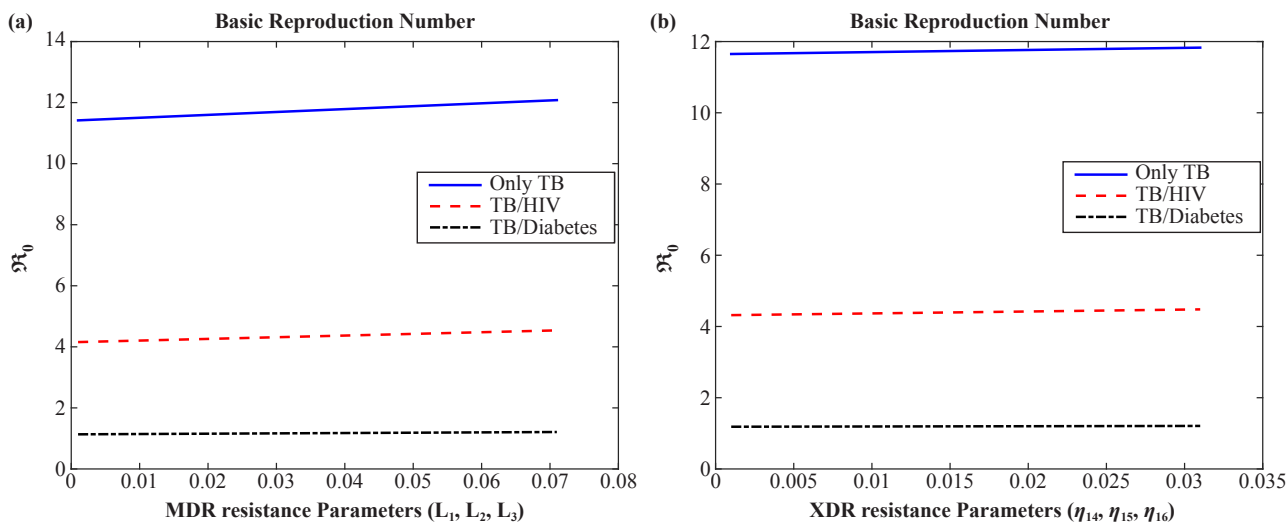 (a)
Basic Reproduction Number
14
12
10
8
6
4
2
0
ℜ₀
Only TB
TB/HIV
TB/Diabetes
0 0.01 0.02 0.03 0.04 0.05 0.06 0.07 0.08
MDR resistance Parameters (L₁, L₂, L₃)
(b)
Basic Reproduction Number
12
10
8
6
4
2
0
ℜ₀
Only TB
TB/HIV
TB/Diabetes
0.005 0.01 0.015 0.02 0.025 0.03 0.035
XDR resistance Parameters (η₁₄, η₁₅, η₁₆)